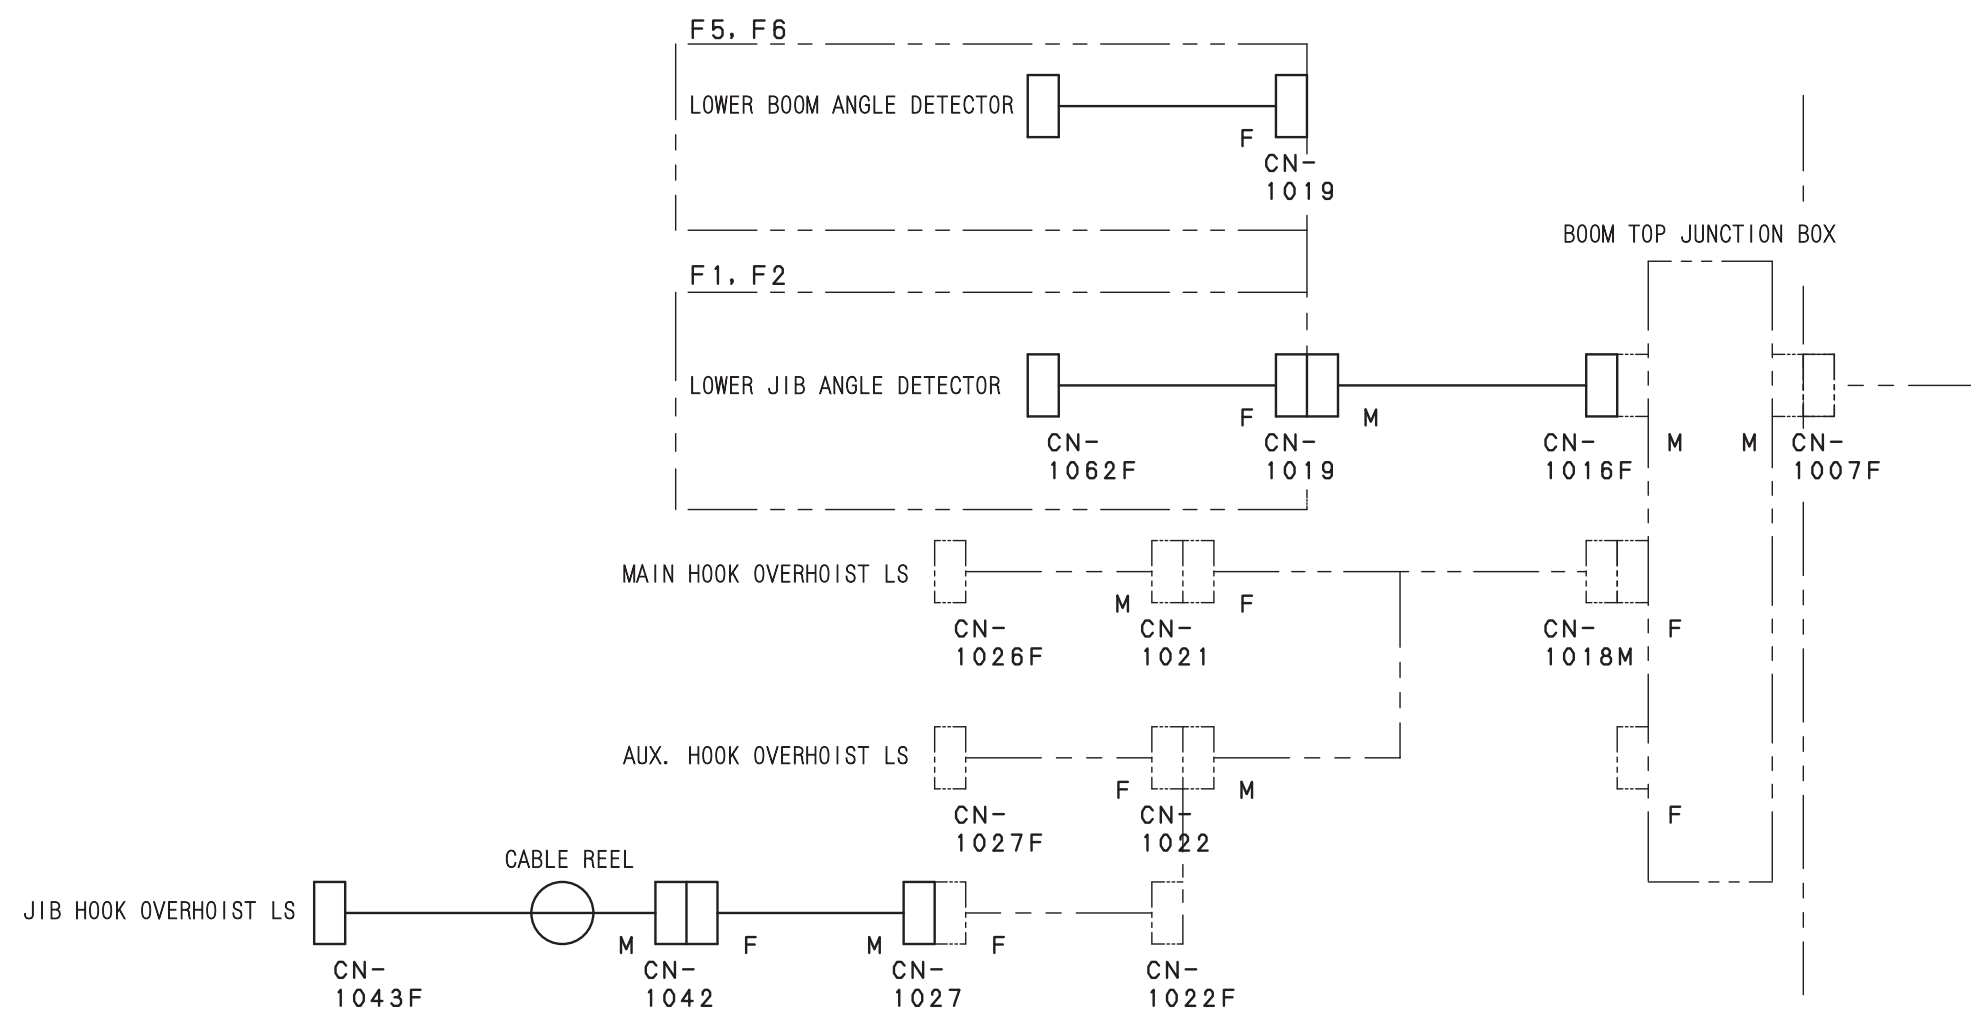 F5, F6
LOWER BOOM ANGLE DETECTOR
F
CN-
1019
BOOM TOP JUNCTION BOX
F1, F2
LOWER JIB ANGLE DETECTOR
F
M
CN-
1062F
CN-
1019
CN-
1016F
M
M
CN-
1007F
MAIN HOOK OVERHOIST LS
M
F
CN-
1026F
CN-
1021
CN-
1018M
F
AUX. HOOK OVERHOIST LS
F
M
CN-
1027F
CN-
1022
F
CABLE REEL
JIB HOOK OVERHOIST LS
M
F
M
F
CN-
1043F
CN-
1042
CN-
1027
CN-
1022F